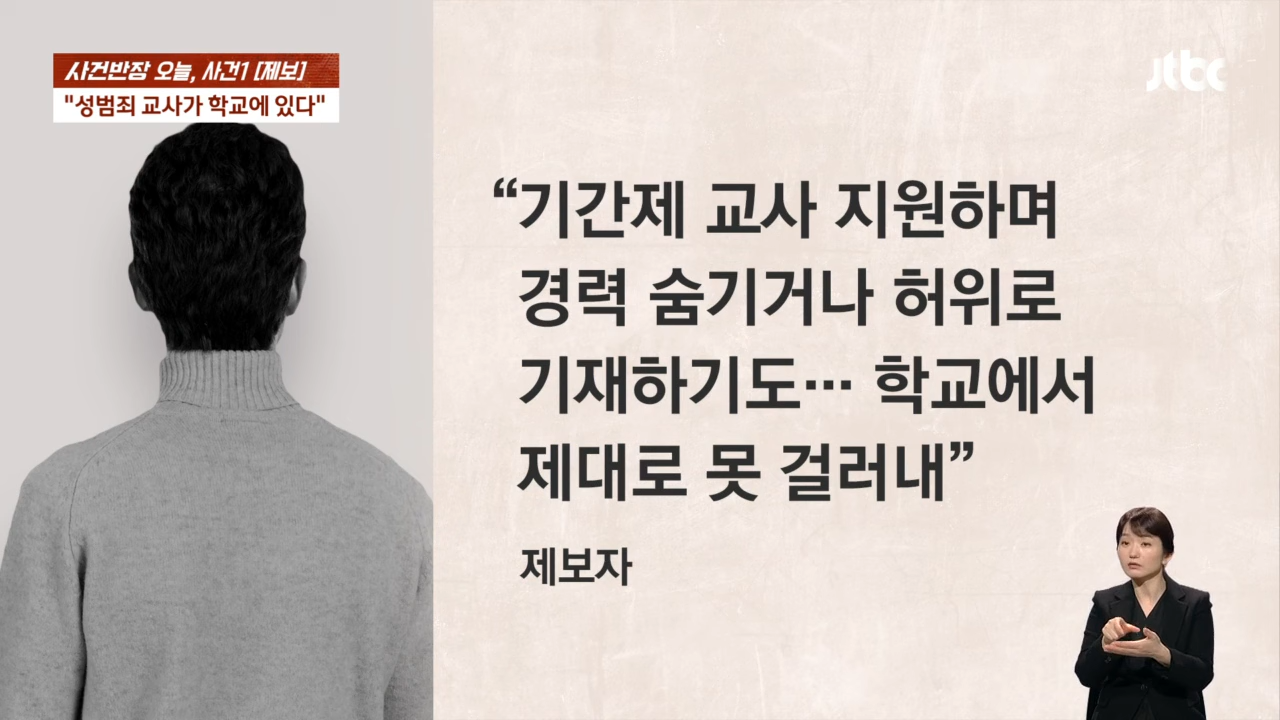 사건반장 오늘, 사건1 [제보]
"성범죄 교사가 학교에 있다"
jtbc
“기간제 교사 지원하며
경력 숨기거나 허위로
기재하기도… 학교에서
제대로 못 걸러내”
제보자